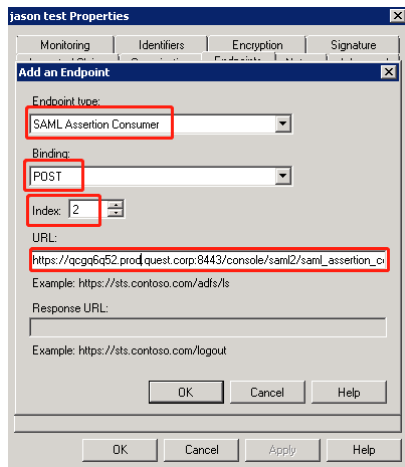 jason test Properties
Monitoring Identifiers Encryption Signature
Endpoints
Add an Endpoint
Endpoint type:
SAML Assertion Consumer
Binding:
POST
Index: 2
URL:
https://qcgq6q52.prod.quest.corp:8443/console/saml2/saml_assertion_c
Example: https://sts.contoso.com/adfs/ls
Response URL:
Example: https://sts.contoso.com/logout
OK Cancel Help
OK Cancel Apply Help